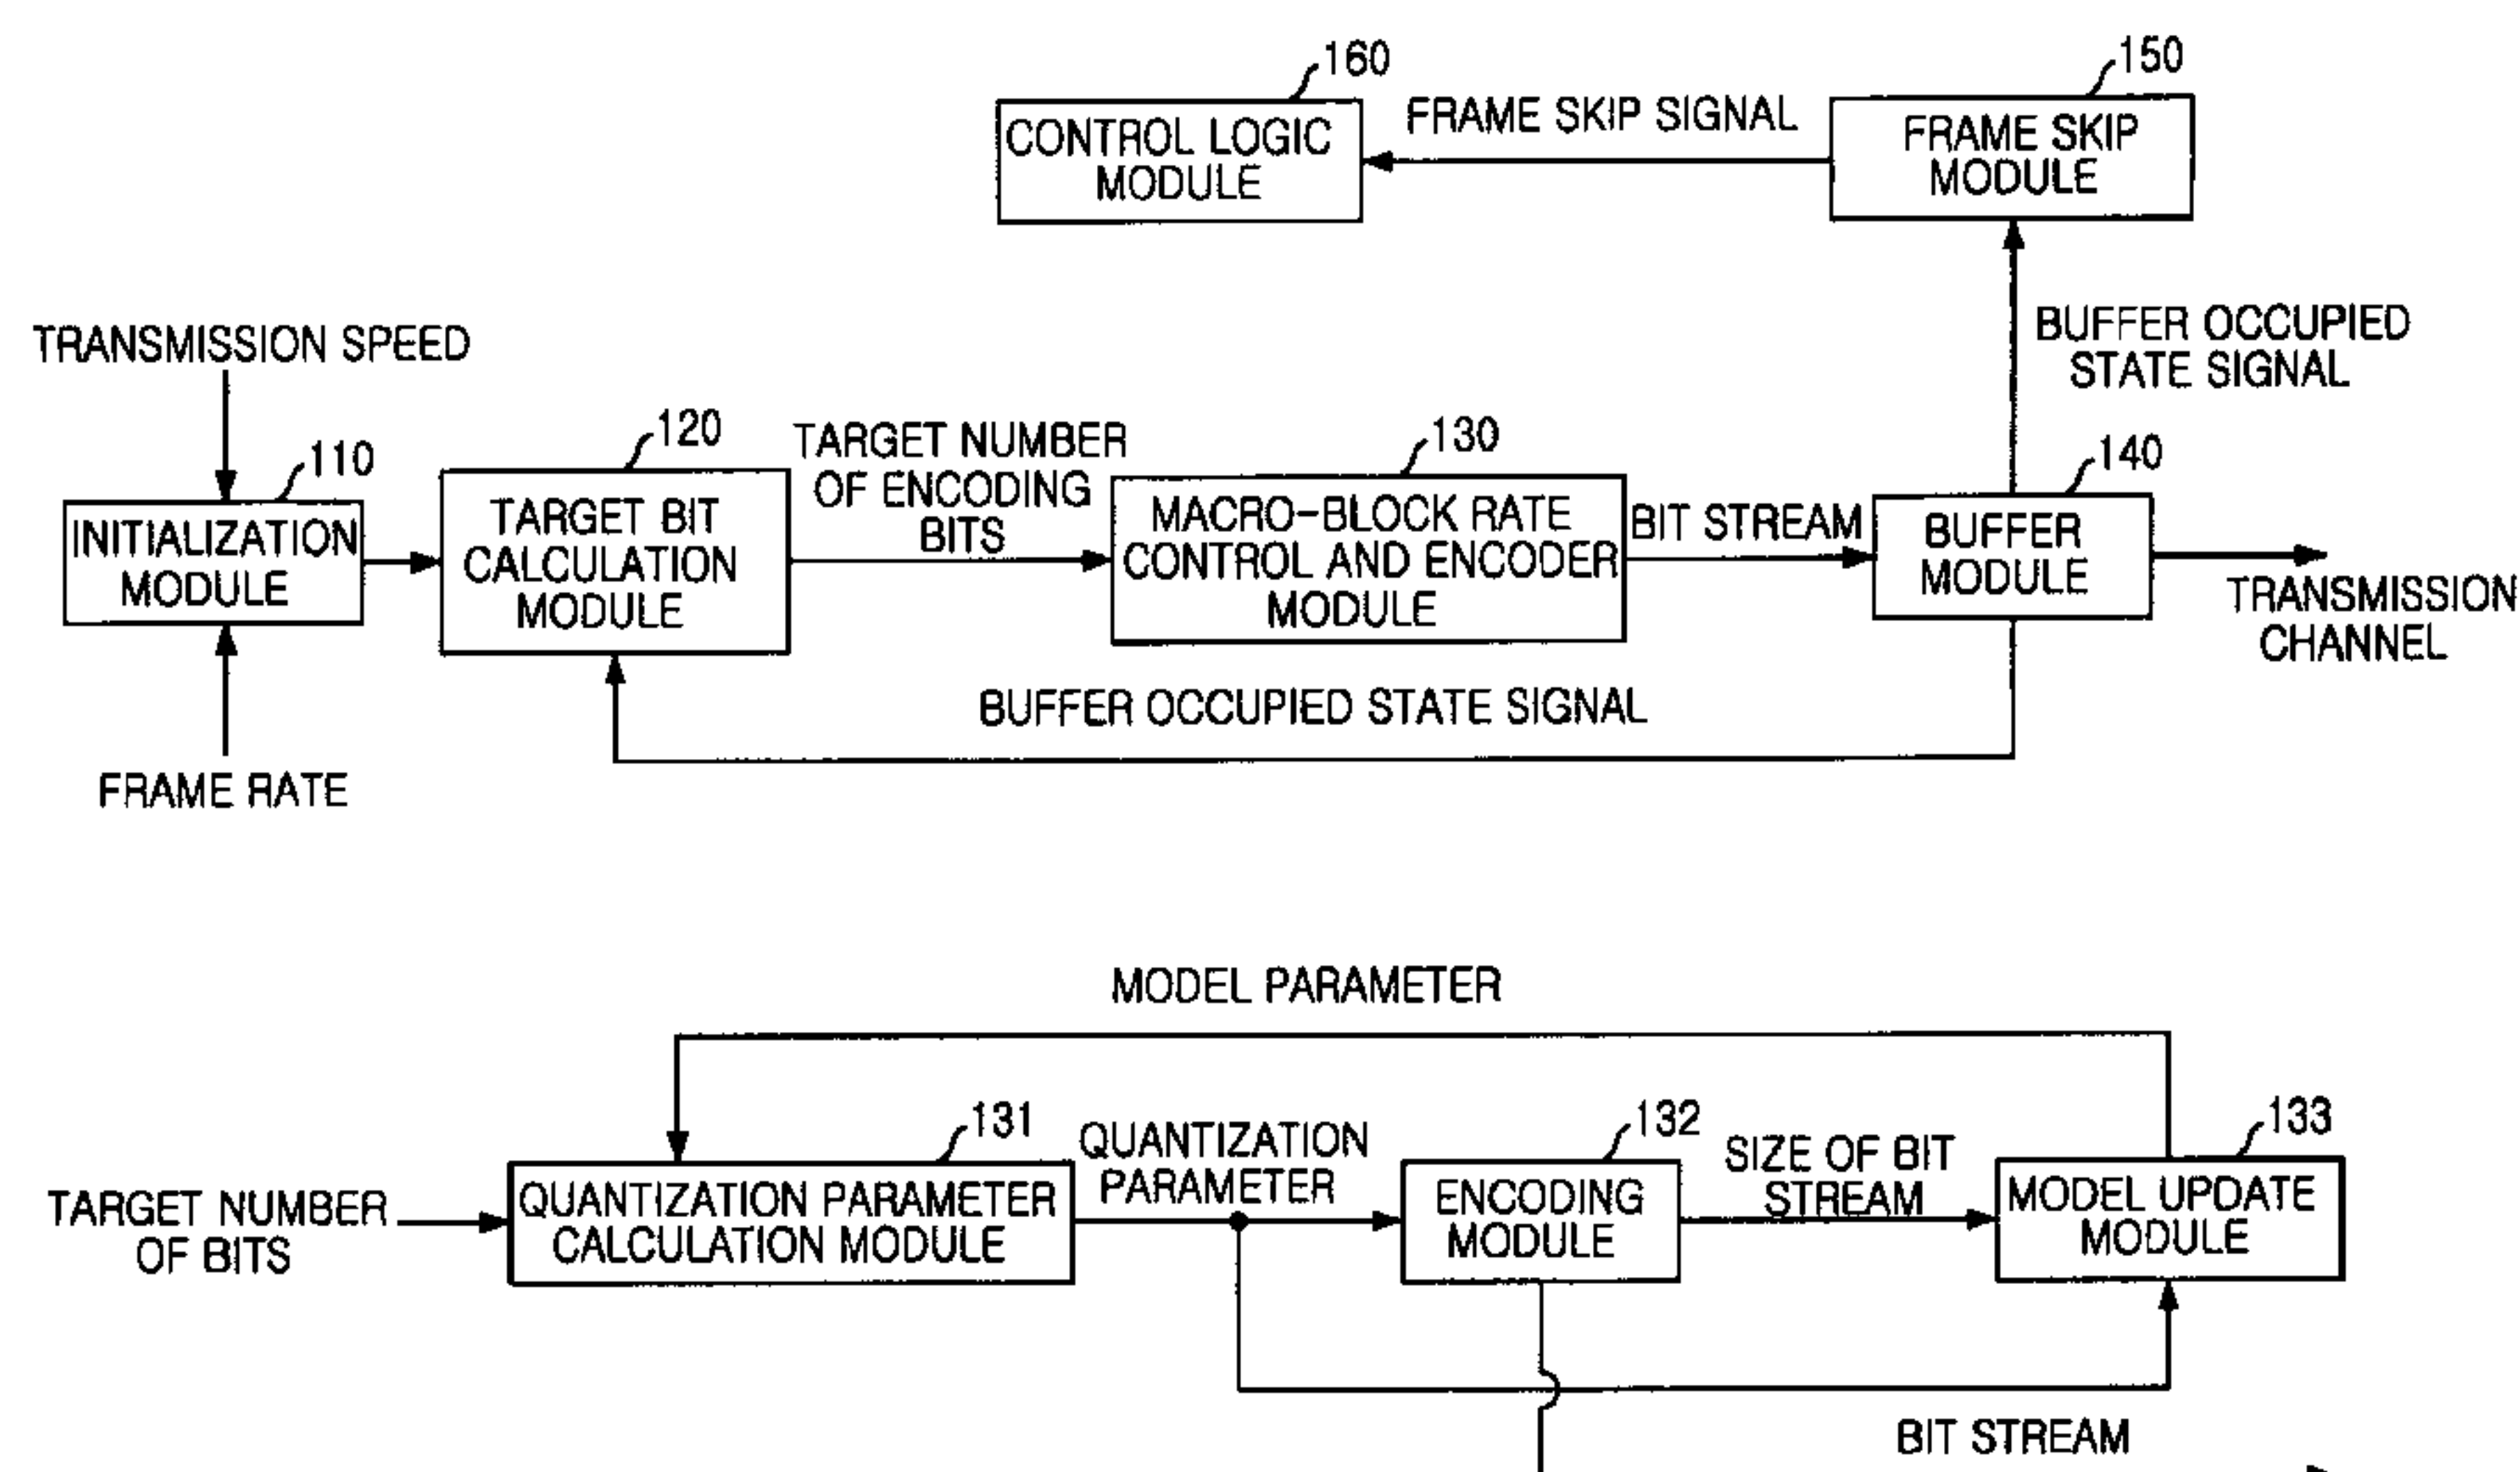 160
150
CONTROL LOGIC
MODULE
FRAME SKIP SIGNAL
FRAME SKIP
MODULE
BUFFER OCCUPIED
STATE SIGNAL
TRANSMISSION SPEED
110
120
TARGET NUMBER
OF ENCODING
BITS
130
140
INITIALIZATION
MODULE
TARGET BIT
CALCULATION
MODULE
MACRO-BLOCK RATE
CONTROL AND ENCODER
MODULE
BIT STREAM
BUFFER
MODULE
TRANSMISSION
CHANNEL
BUFFER OCCUPIED STATE SIGNAL
FRAME RATE
MODEL PARAMETER
131
132
133
TARGET NUMBER
OF BITS
QUANTIZATION PARAMETER
CALCULATION MODULE
QUANTIZATION
PARAMETER
ENCODING
MODULE
SIZE OF BIT
STREAM
MODEL UPDATE
MODULE
BIT STREAM